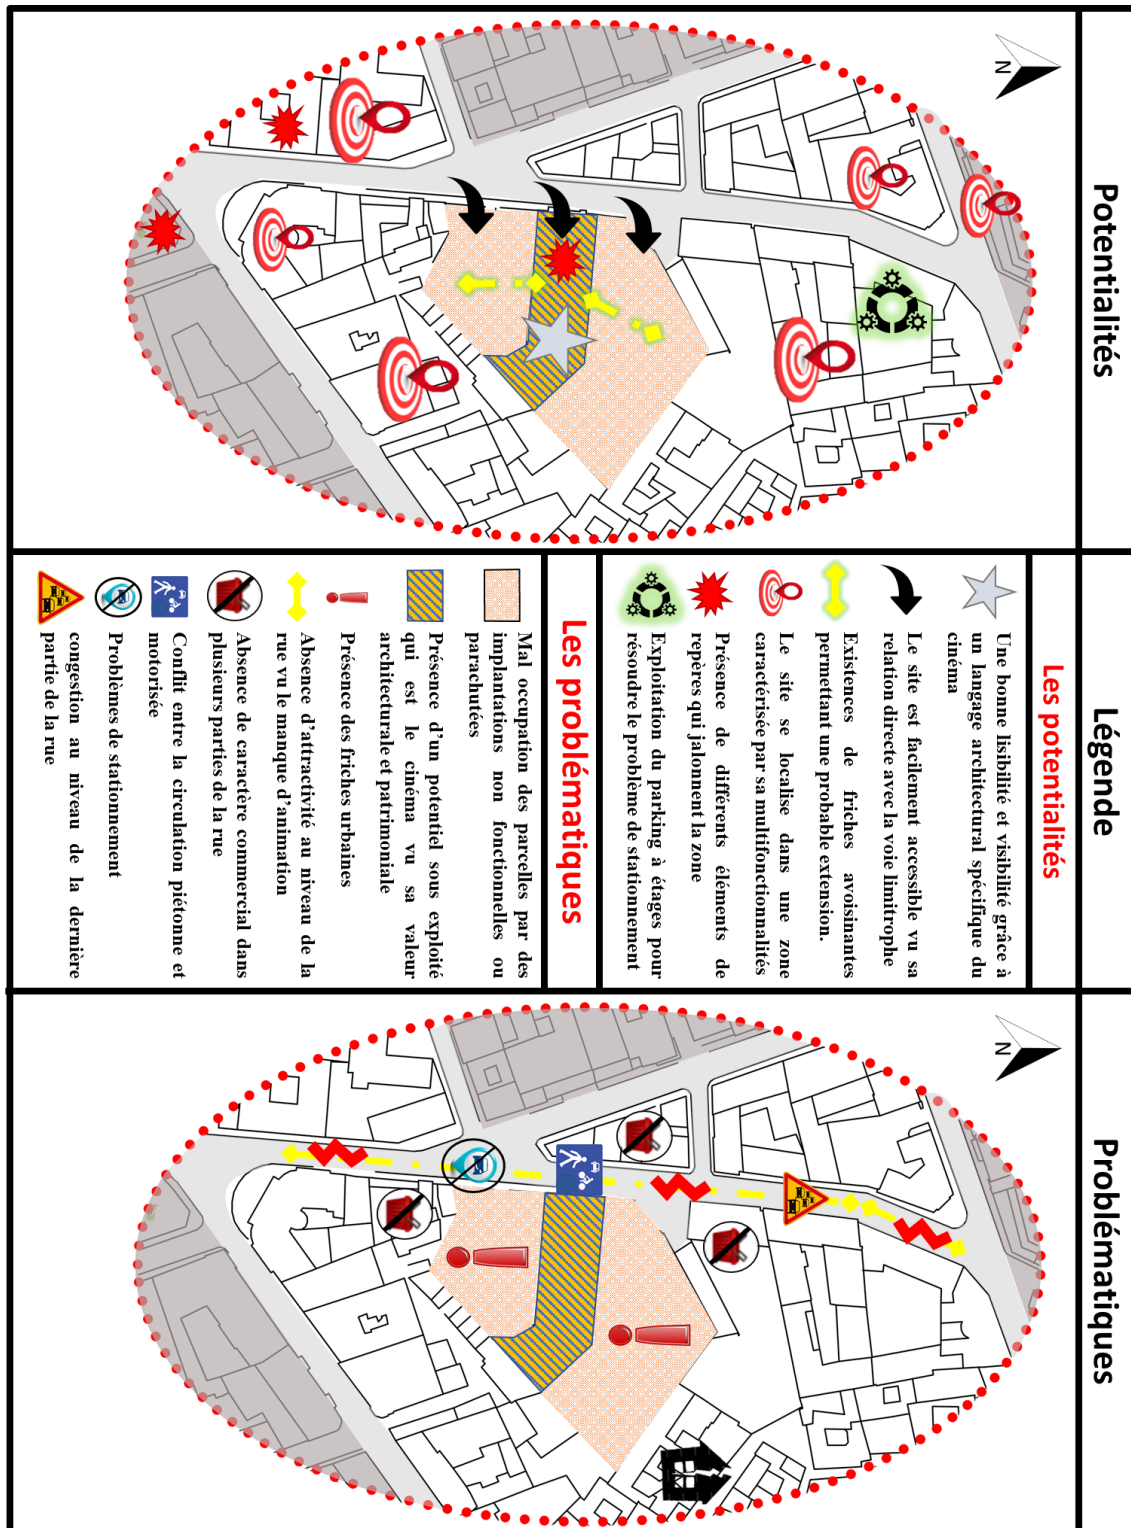 Potentialités
Légende
Problématiques
N
Les potentialités
Une bonne lisibilité et visibilité grâce à
un langage architectural spécifique du
cinéma
Le site est facilement accessible vu sa
relation directe avec la voie limitrophe
Existences de friches avoisinantes
permettant une probable extension.
Le site se localise dans une zone
caractérisée par sa multifonctionnalités
Présence de différents éléments de
repères qui jalonnent la zone
Exploitation du parking à étages pour
résoudre le problème de stationnement
Les problématiques
Mal occupation des parcelles par des
implantations non fonctionnelles ou
parachutées
Présence d'un potentiel sous exploité
qui est le cinéma vu sa valeur
architecturale et patrimoniale
Présence des friches urbaines
Absence d'attractivité au niveau de la
rue vu le manque d'animation
Absence de caractère commercial dans
plusieurs parties de la rue
Conflit entre la circulation piétonne et
motorisée
Problèmes de stationnement
congestion au niveau de la dernière
partie de la rue
N